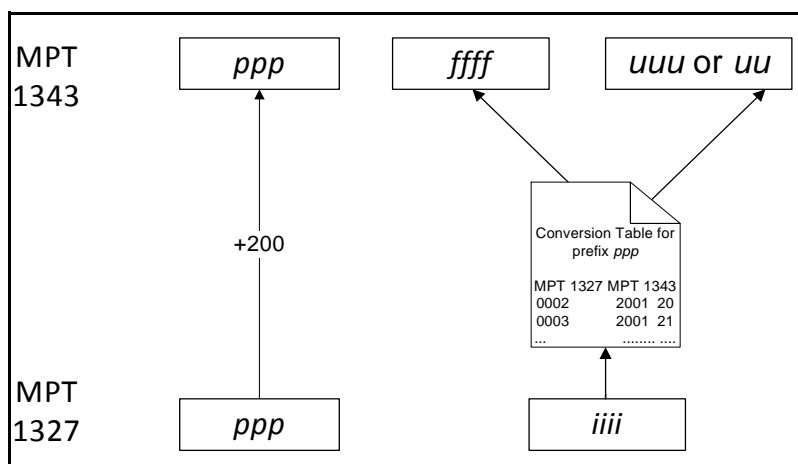 MPT
1343
ppp
ffff
uuu or uu
+200
Conversion Table for
prefix ppp
MPT 1327 MPT 1343
0002 2001 20
0003 2001 21
... ........ ....
MPT
1327
ppp
iiii